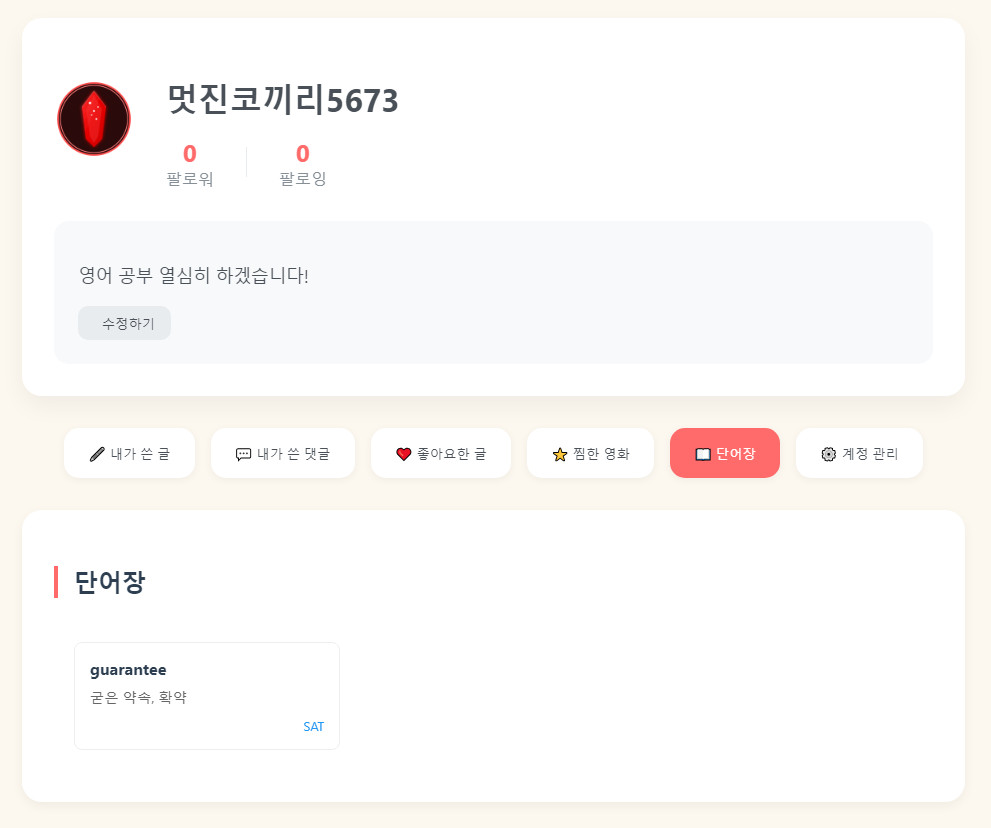 멋진코끼리5673
0 0
팔로워 팔로잉
영어 공부 열심히 하겠습니다!
수정하기
내가 쓴 글 내가 쓴 댓글 좋아요한 글 찜한 영화 단어장 계정 관리
단어장
guarantee
굳은 약속, 확약
SAT